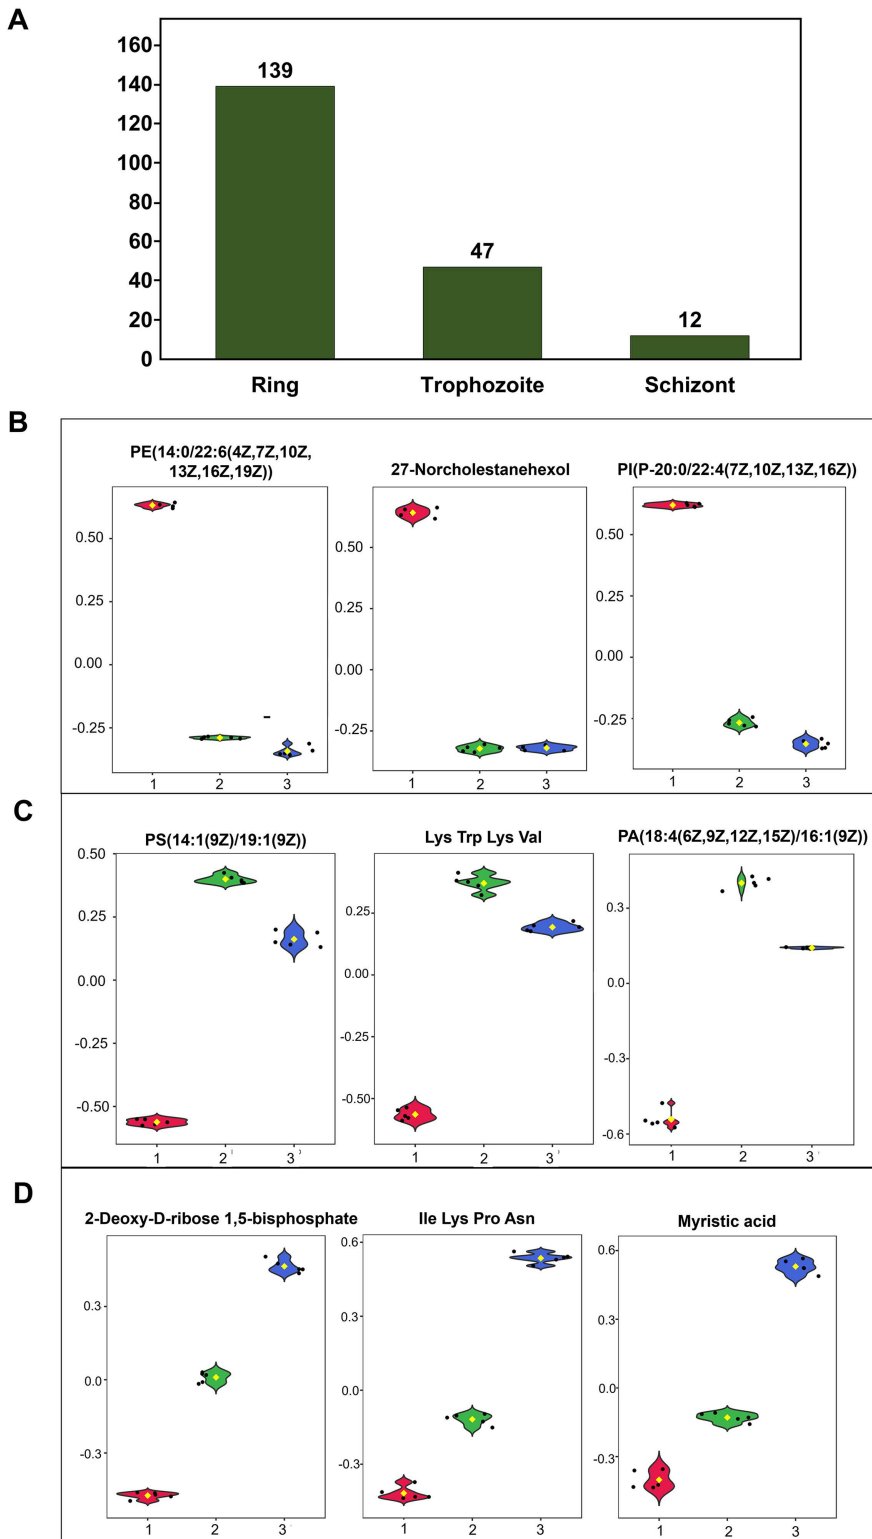 A
160
140
120
100
80
60
40
20
0
139
47
12
Ring Trophozoite Schizont
B
PE(14:0/22:6(4Z,7Z,10Z,
13Z,16Z,19Z))
0.50
0.25
0.00
-0.25
1 2 3
27-Norcholestanehexol
0.50
0.25
0.00
-0.25
1 2 3
PI(P-20:0/22:4(7Z,10Z,13Z,16Z))
0.50
0.25
0.00
-0.25
1 2 3
C
PS(14:1(9Z)/19:1(9Z))
0.50
0.25
0.00
-0.25
-0.50
1 2 3
Lys Trp Lys Val
0.25
0.00
-0.25
-0.50
1 2 3
PA(18:4(6Z,9Z,12Z,15Z)/16:1(9Z))
0.3
0.0
-0.3
-0.6
1 2 3
D
2-Deoxy-D-ribose 1,5-bisphosphate
0.3
0.0
-0.3
1 2 3
Ile Lys Pro Asn
0.6
0.3
0.0
-0.3
1 2 3
Myristic acid
0.6
0.3
0.0
-0.3
1 2 3